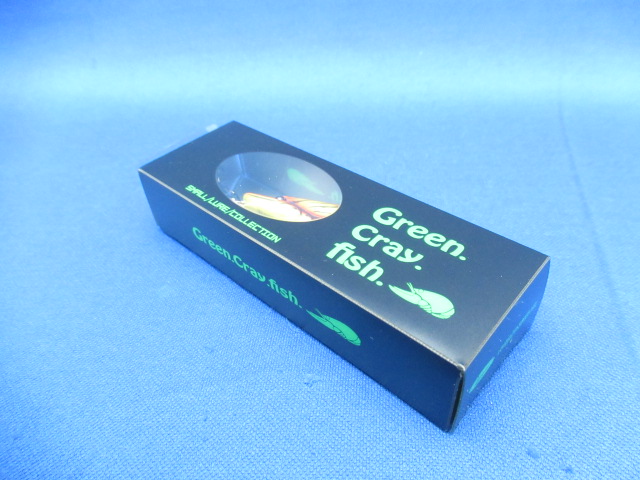 SMALL/LURE/COLLECTION
Green.
Cray.
fish.
Green.Cray.fish.